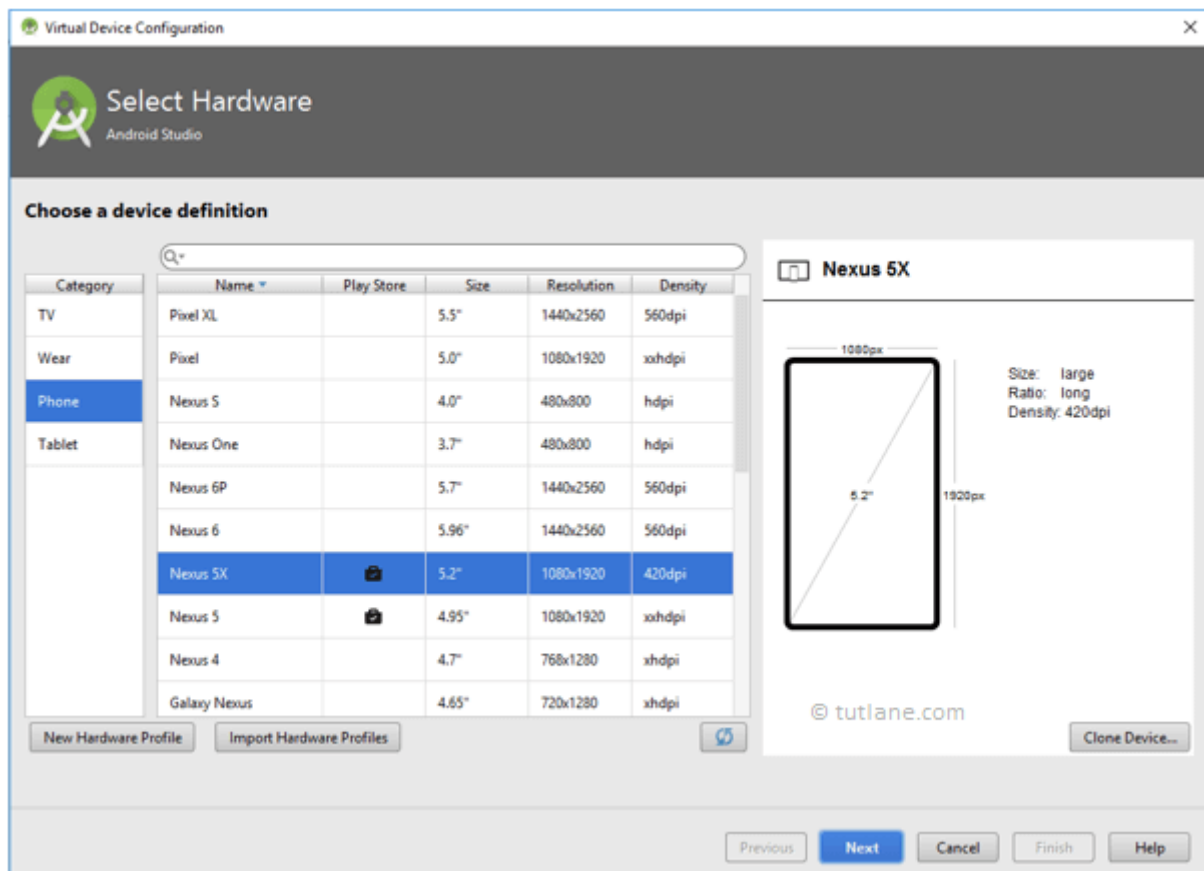 Virtual Device Configuration
Select Hardware
Android Studio
Choose a device definition
Category
TV
Wear
Phone
Tablet
Name Play Store Size Resolution Density
Pixel XL 5.5" 1440x2560 560dpi
Pixel 5.0" 1080x1920 xxhdpi
Nexus S 4.0" 480x800 hdpi
Nexus One 3.7" 480x800 hdpi
Nexus 6P 5.7" 1440x2560 560dpi
Nexus 6 5.96" 1440x2560 560dpi
Nexus 5X 5.2" 1080x1920 420dpi
Nexus 5 4.95" 1080x1920 xxhdpi
Nexus 4 4.7" 768x1280 xhdpi
Galaxy Nexus 4.65" 720x1280 xhdpi
New Hardware Profile Import Hardware Profiles
Nexus 5X
1080px
5.2"
1920px
Size: large
Ratio: long
Density: 420dpi
© tutlane.com
Clone Device...
Previous Next Cancel Finish Help